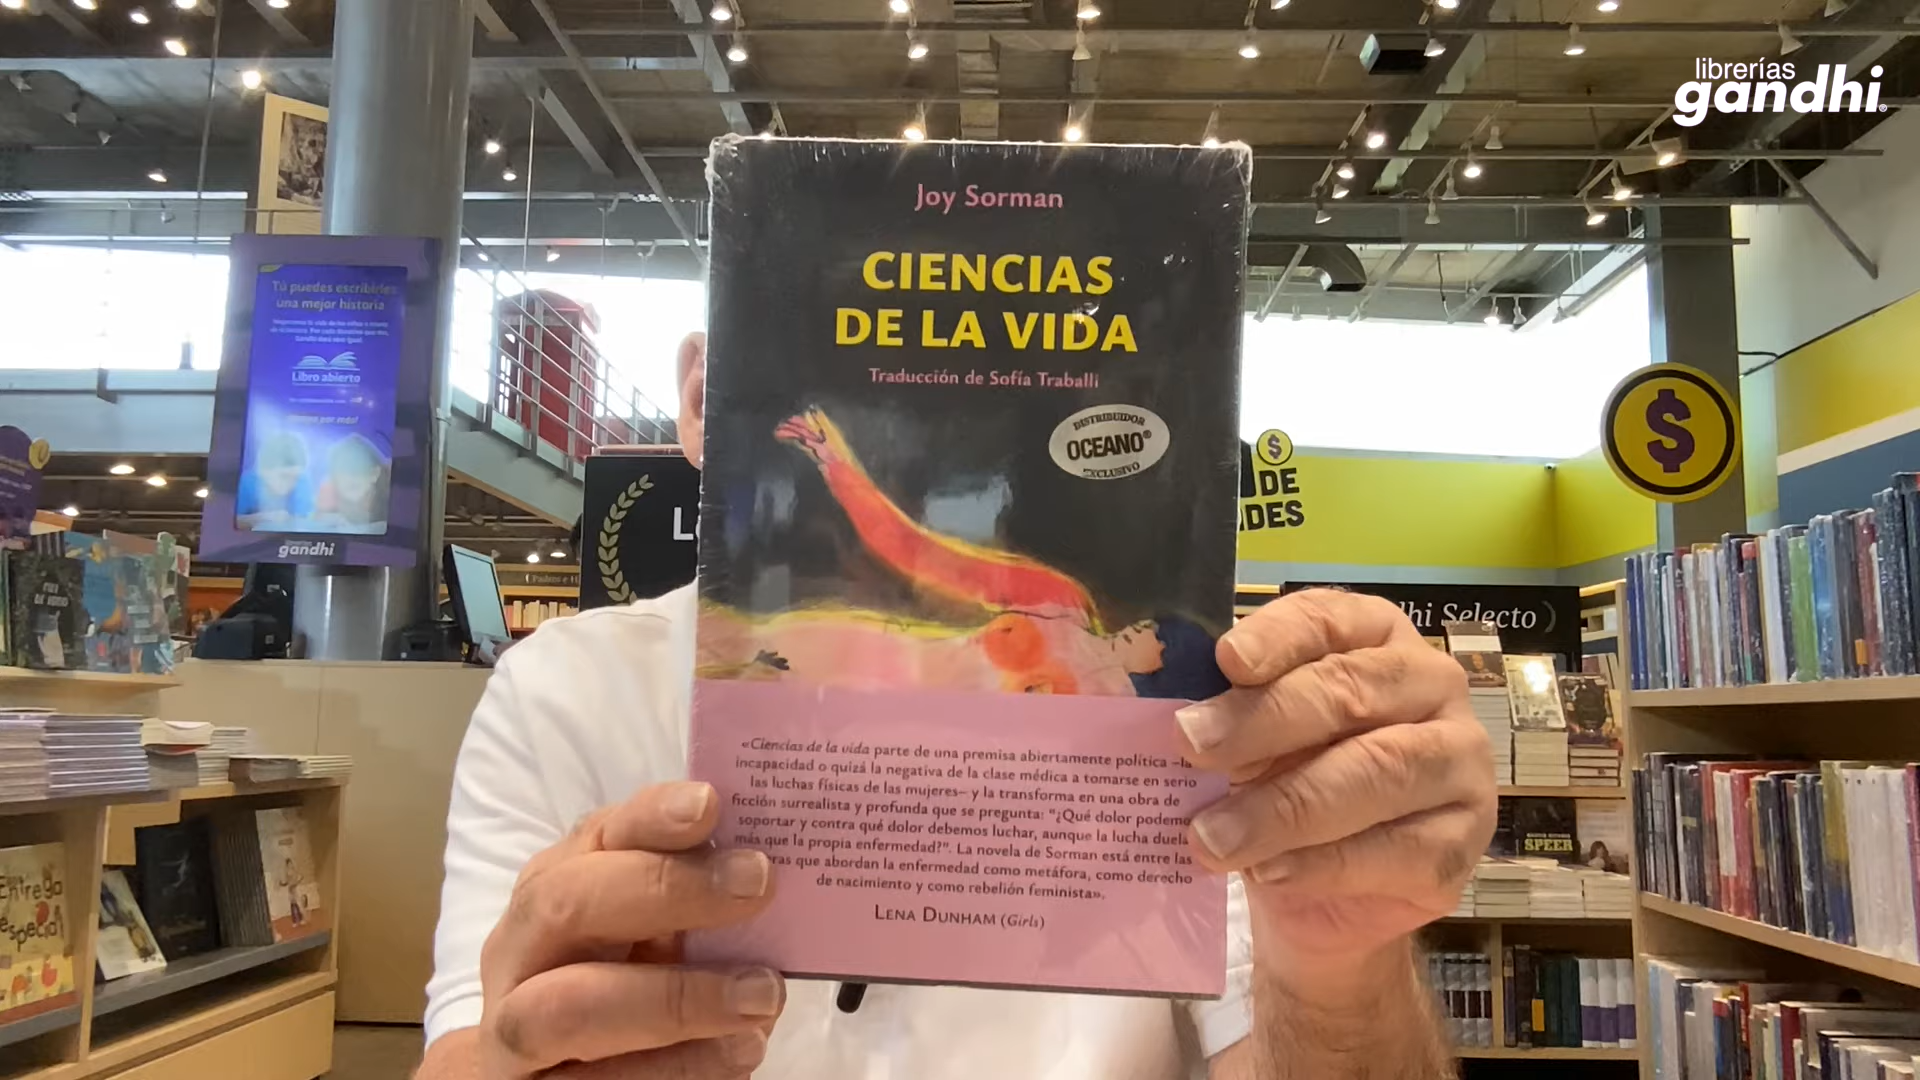 librerías
gandhi
Joy Sorman
CIENCIAS
DE LA VIDA
Traducción de Sofía Traballi
DISTRIBUIDOR
OCEANO
EXCLUSIVO
«Ciencias de la vida parte de una premisa abiertamente política –la
incapacidad o quizá la negativa de la clase médica a tomarse en serio
las luchas físicas de las mujeres– y la transforma en una obra de
ficción surrealista y profunda que se pregunta: "¿Qué dolor podemo
soportar y contra qué dolor debemos luchar, aunque la lucha duela
más que la propia enfermedad?". La novela de Sorman está entre las
que abordan la enfermedad como metáfora, como derecho
de nacimiento y como rebelión feminista».
LENA DUNHAM (Girls)
Tú puedes escribirles
una mejor historia
Libro abierto
librerías
gandhi
$
$
DE
DES
hi Selecto )
SPEER
Entrega
especial